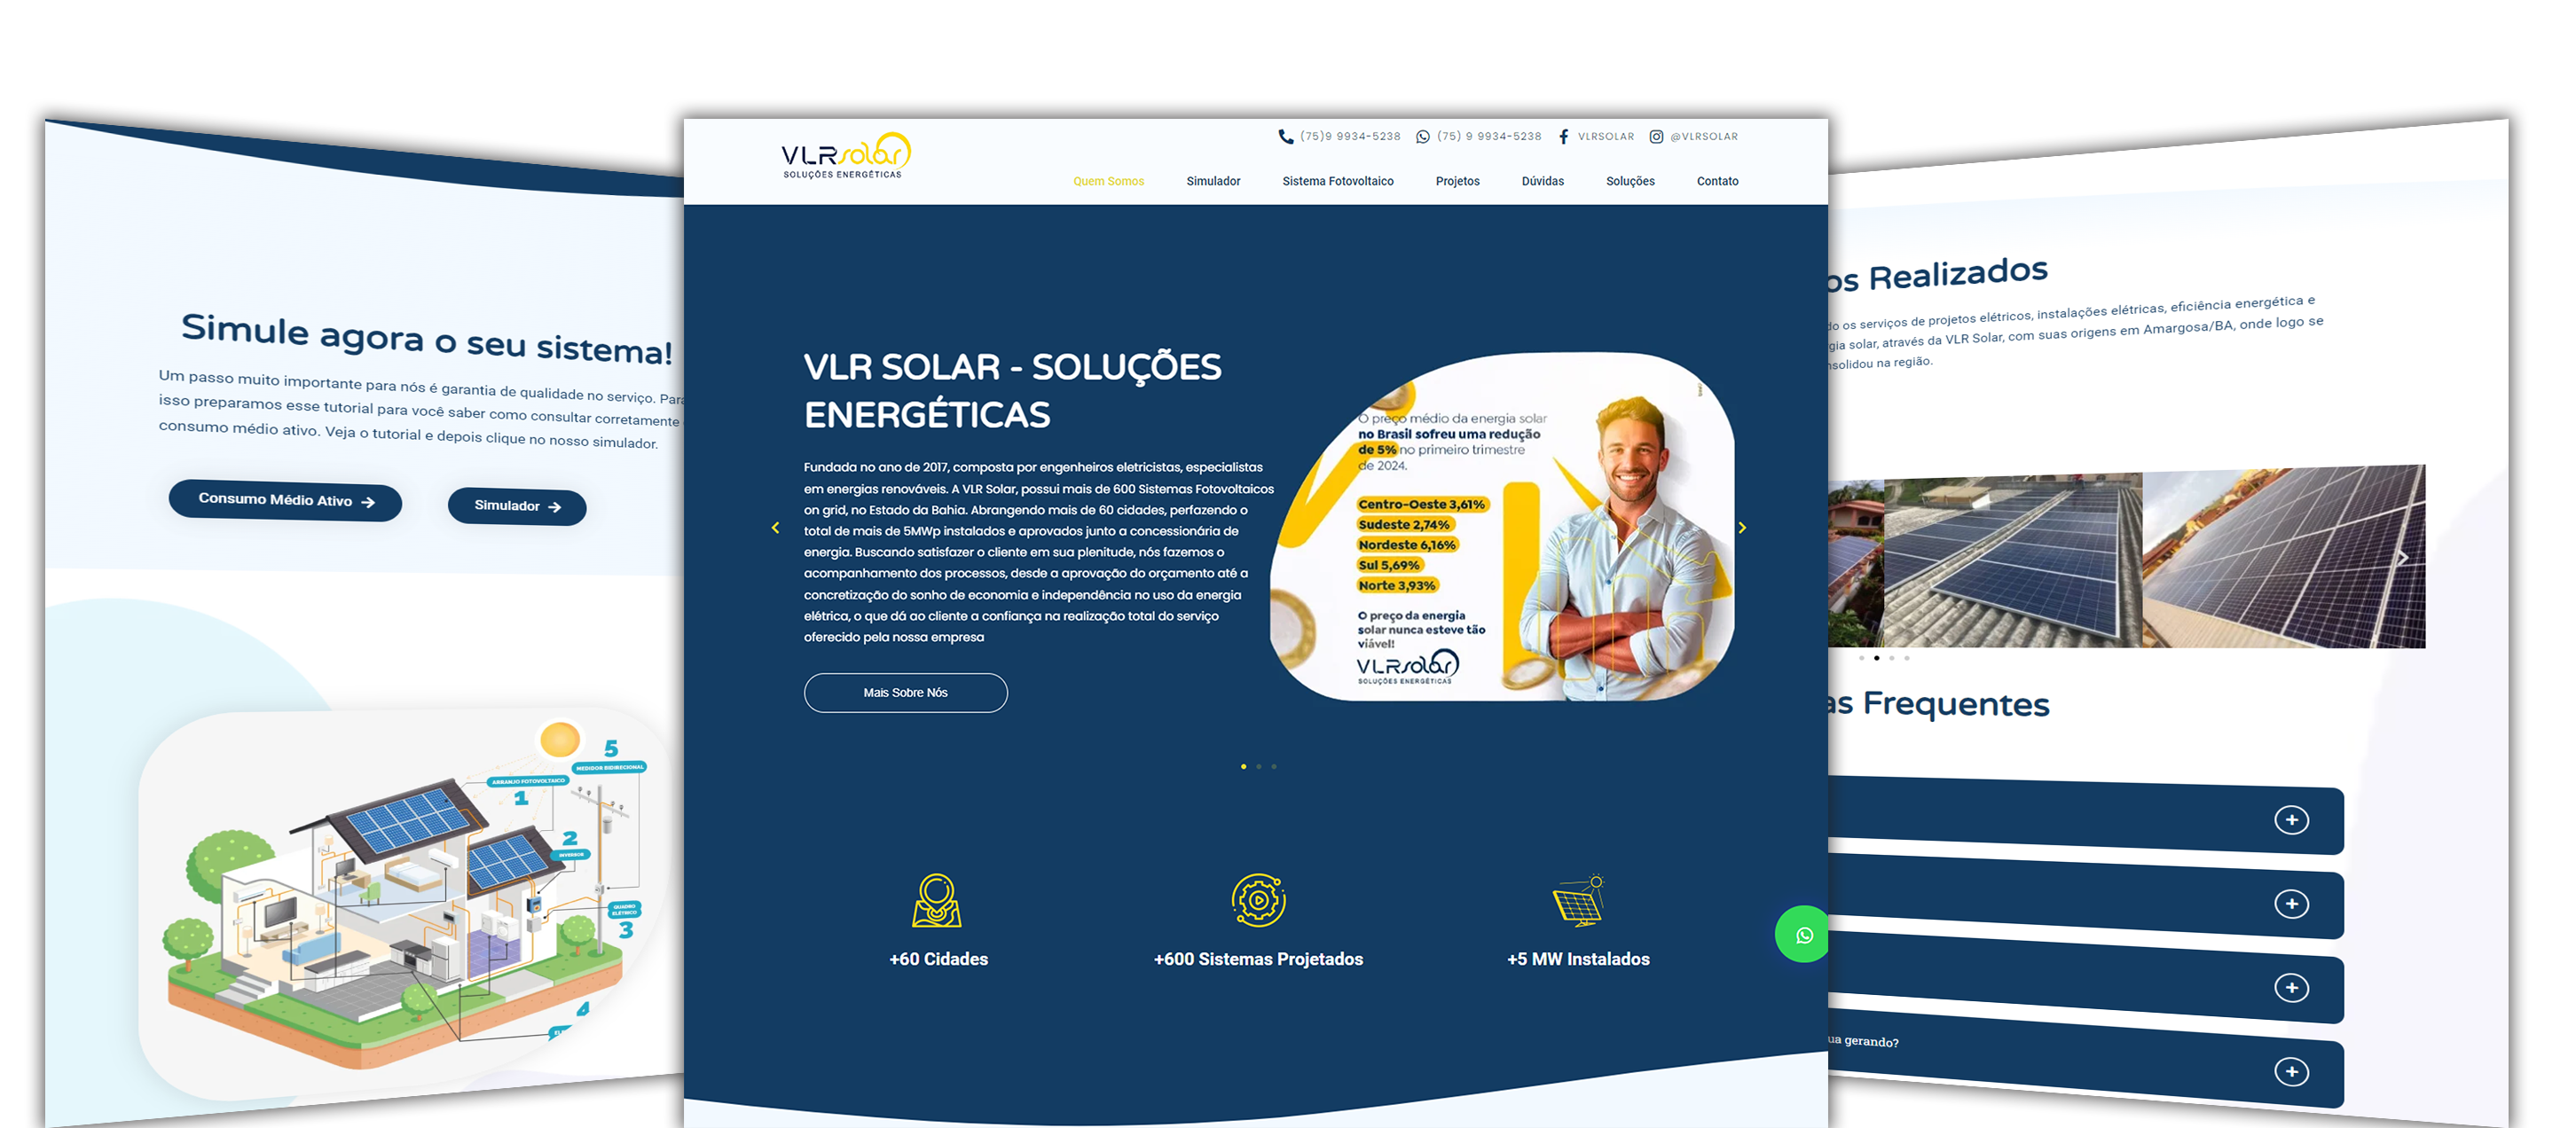 Simule agora o seu sistema!
Um passo muito importante para nós é garantia de qualidade no serviço. Para
isso preparamos esse tutorial para você saber como consultar corretamente
consumo médio ativo. Veja o tutorial e depois clique no nosso simulador.
Consumo Médio Ativo
Simulador
5
MEDIDOR BIDIRECIONAL
ARRANJO FOTOVOLTAICO
1
2
INVERSOR
QUADRO
ELÉTRICO
3
4
VLRsolar
SOLUÇÕES ENERGÉTICAS
(75)9 9934-5238 (75) 9 9934-5238 VLRSOLAR @VLRSOLAR
Quem Somos Simulador Sistema Fotovoltaico Projetos Dúvidas Soluções Contato
VLR SOLAR - SOLUÇÕES
ENERGÉTICAS
Fundada no ano de 2017, composta por engenheiros eletricistas, especialistas
em energias renováveis. A VLR Solar, possui mais de 600 Sistemas Fotovoltaicos
on grid, no Estado da Bahia. Abrangendo mais de 60 cidades, perfazendo o
total de mais de 5MWp instalados e aprovados junto a concessionária de
energia. Buscando satisfazer o cliente em sua plenitude, nós fazemos o
acompanhamento dos processos, desde a aprovação do orçamento até a
concretização do sonho de economia e independência no uso da energia
elétrica, o que dá ao cliente a confiança na realização total do serviço
oferecido pela nossa empresa
Mais Sobre Nós
O preço médio da energia solar
no Brasil sofreu uma redução
de 5% no primeiro trimestre
de 2024.
Centro-Oeste 3,61%
Sudeste 2,74%
Nordeste 6,16%
Sul 5,69%
Norte 3,93%
O preço da energia
solar nunca esteve tão
viável!
VLRsolar
SOLUÇÕES ENERGÉTICAS
+60 Cidades
+600 Sistemas Projetados
+5 MW Instalados
os Realizados
do os serviços de projetos elétricos, instalações elétricas, eficiência energética e
rgia solar, através da VLR Solar, com suas origens em Amargosa/BA, onde logo se
nsolidou na região.
as Frequentes
ua gerando?